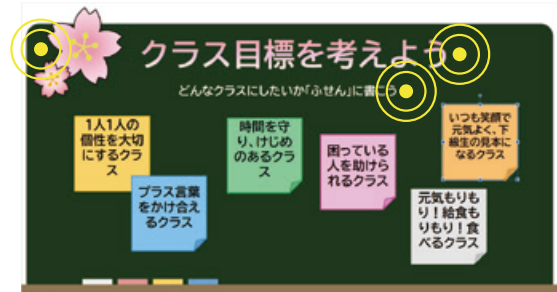 クラス目標を考えよう
どんなクラスにしたいか「ふせん」に書こう
1人1人の
個性を大切
にするクラ
ス
プラス言葉
をかけ合え
るクラス
時間を守
り、けじめ
のあるクラ
ス
困っている
人を助けら
れるクラス
いつも笑顔で
元気よく、下
級生の見本に
なるクラス
元気もりも
り！給食も
りもり！食
べるクラス